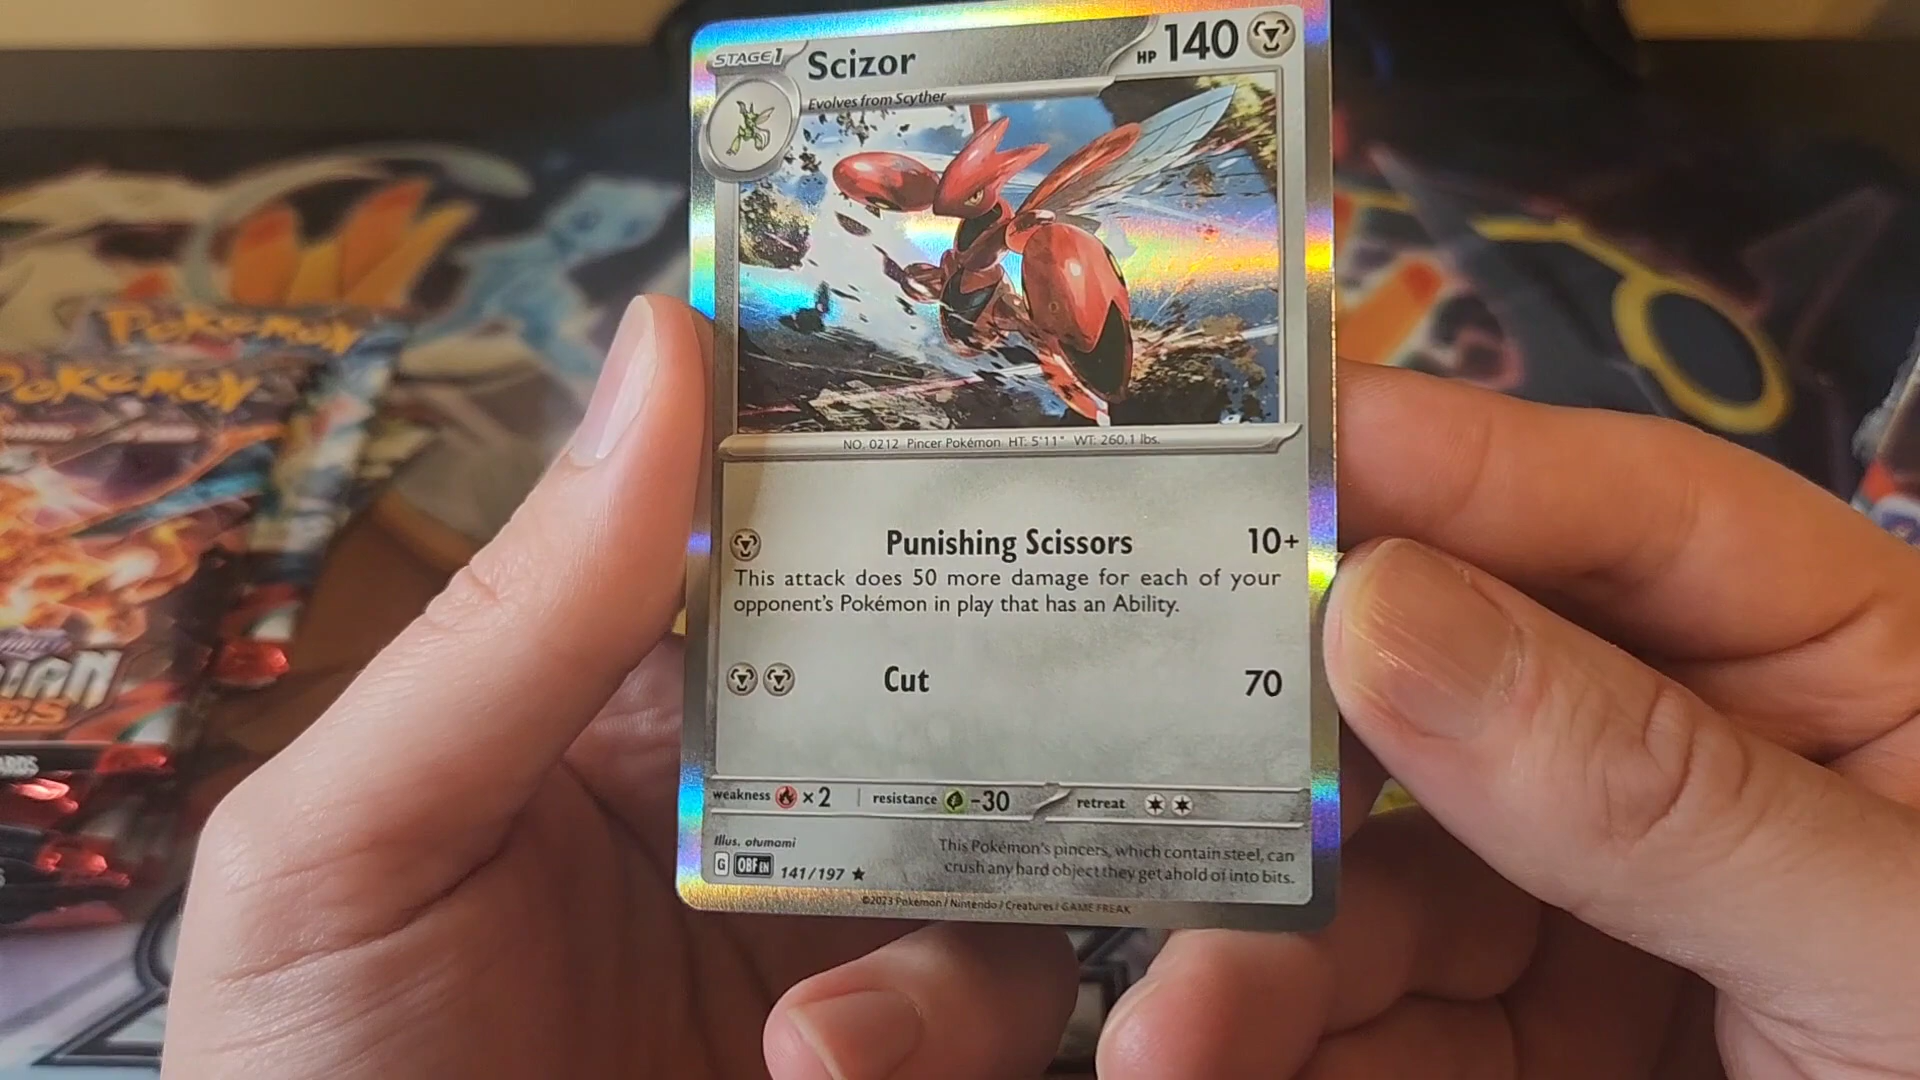 STAGE1
Scizor
HP 140
Evolves from Scyther
NO. 0212 Pincer Pokémon HT: 5'11" WT: 260.1 lbs.
Punishing Scissors 10+
This attack does 50 more damage for each of your
opponent's Pokémon in play that has an Ability.
Cut 70
weakness ×2 resistance -30 retreat
Illus. otumami
This Pokémon's pincers, which contain steel, can
crush any hard object they get ahold of into bits.
G OBF EN 141/197
©2023 Pokémon / Nintendo / Creatures / GAME FREAK
POKéMON
POKéMON